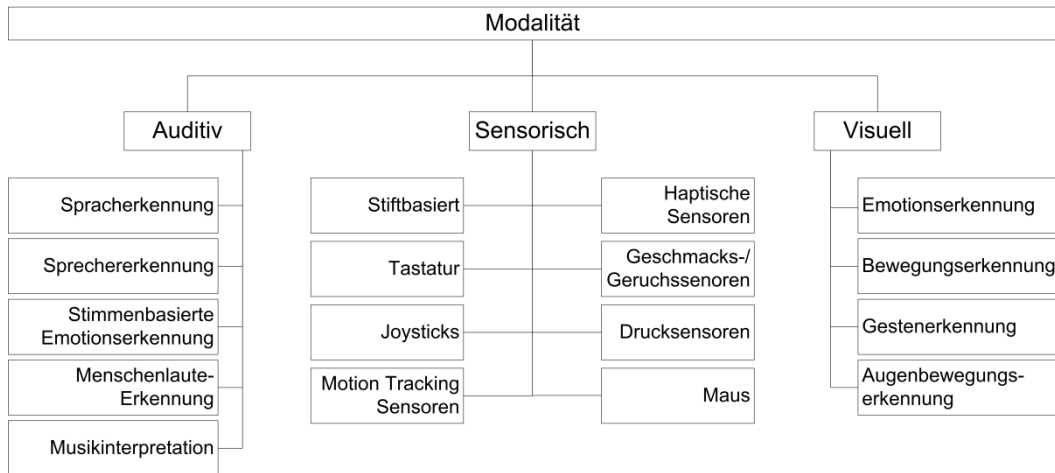 Modalität
Auditiv
Sensorisch
Visuell
Spracherkennung
Sprechererkennung
Stimmenbasierte
Emotionserkennung
Menschenlaute-
Erkennung
Musikinterpretation
Stiftbasiert
Tastatur
Joysticks
Motion Tracking
Sensoren
Haptische
Sensoren
Geschmacks-/
Geruchssenoren
Drucksensoren
Maus
Emotionserkennung
Bewegungserkennung
Gestenerkennung
Augenbewegungs-
erkennung